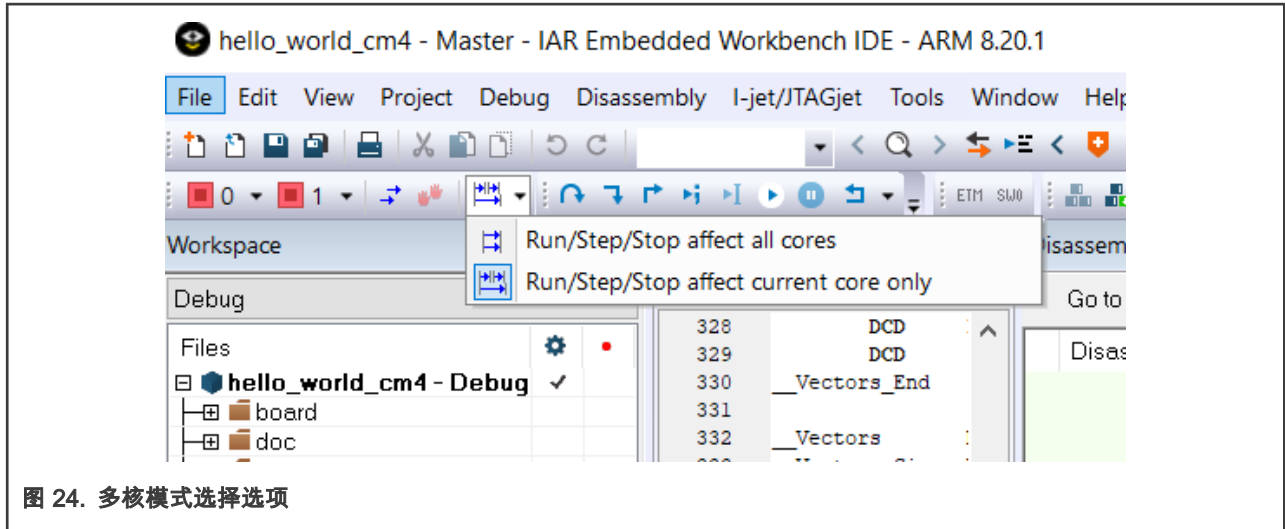 hello_world_cm4 - Master - IAR Embedded Workbench IDE - ARM 8.20.1
File Edit View Project Debug Disassembly I-jet/JTAGjet Tools Window Help
0 1 ETM SWO
Workspace
Run/Step/Stop affect all cores
Disassem
Run/Step/Stop affect current core only
Debug
Go to
Files
Disas
328 DCD
329 DCD
hello_world_cm4 - Debug
330 __Vectors_End
board
331
doc
332 __Vectors
图 24. 多核模式选择选项